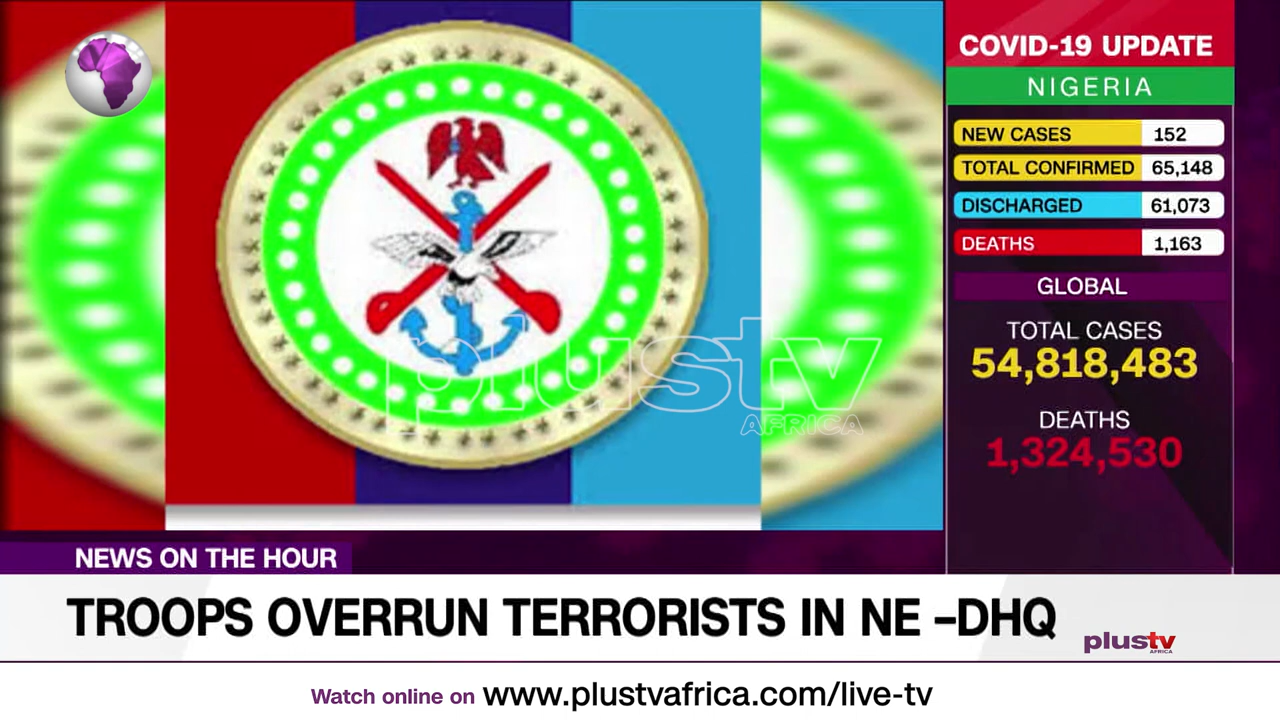 COVID-19 UPDATE
NIGERIA
NEW CASES 152
TOTAL CONFIRMED 65,148
DISCHARGED 61,073
DEATHS 1,163
GLOBAL
TOTAL CASES
54,818,483
DEATHS
1,324,530
plustv
AFRICA
NEWS ON THE HOUR
TROOPS OVERRUN TERRORISTS IN NE –DHQ
plustv
AFRICA
Watch online on www.plustvafrica.com/live-tv